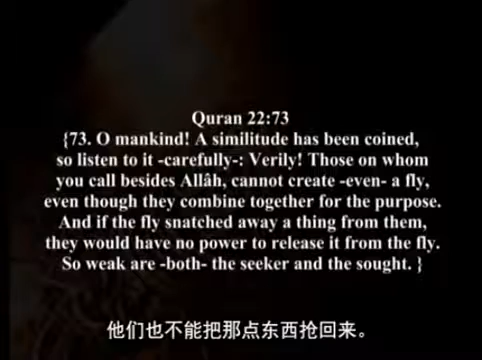 Quran 22:73
{73. O mankind! A similitude has been coined,
so listen to it -carefully-: Verily! Those on whom
you call besides Allâh, cannot create -even- a fly,
even though they combine together for the purpose.
And if the fly snatched away a thing from them,
they would have no power to release it from the fly.
So weak are -both- the seeker and the sought. }
他们也不能把那点东西抢回来。